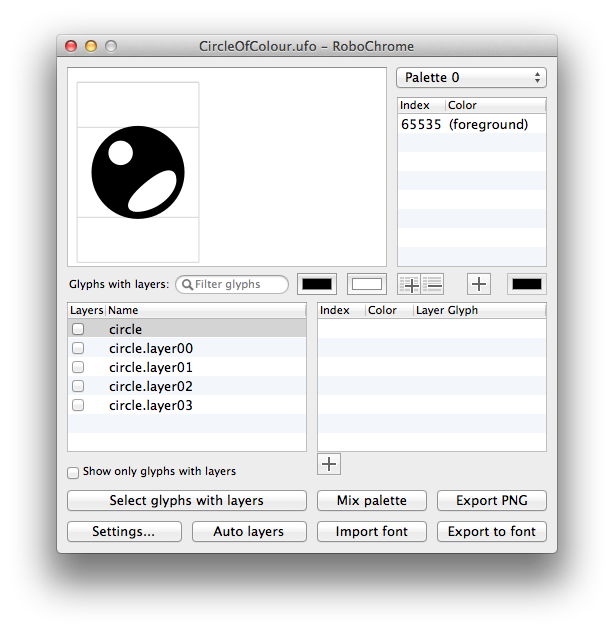 CircleOfColour.ufo – RoboChrome
Palette 0
Index Color
65535 (foreground)
Glyphs with layers: Filter glyphs
Layers Name
circle
circle.layer00
circle.layer01
circle.layer02
circle.layer03
Index Color Layer Glyph
Show only glyphs with layers
Select glyphs with layers Mix palette Export PNG
Settings... Auto layers Import font Export to font